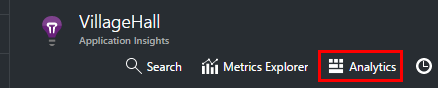 VillageHall
Application Insights
Search Metrics Explorer Analytics